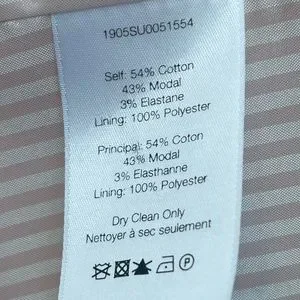 1905SU0051554
Self: 54% Cotton
43% Modal
3% Elastane
Lining: 100% Polyester
Principal: 54% Coton
43% Modal
3% Elasthanne
Lining: 100% Polyester
Dry Clean Only
Nettoyer à sec seulement